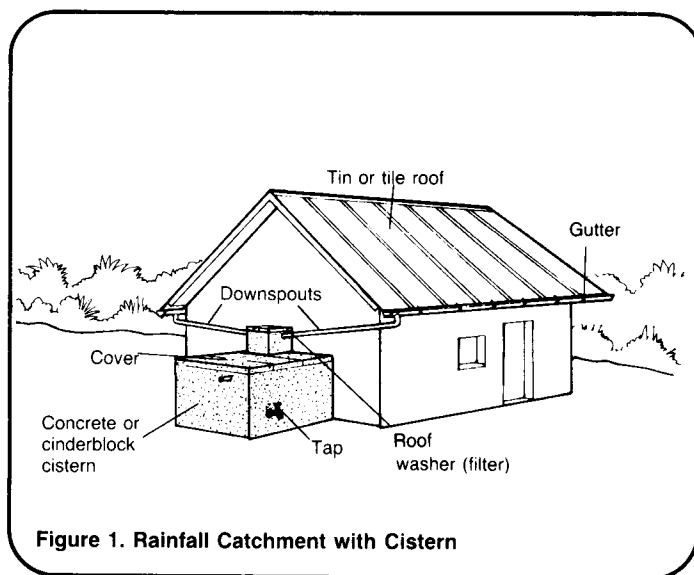 Tin or tile roof
Gutter
Downspouts
Cover
Concrete or
cinderblock
cistern
Tap
Roof
washer (filter)
Figure 1. Rainfall Catchment with Cistern